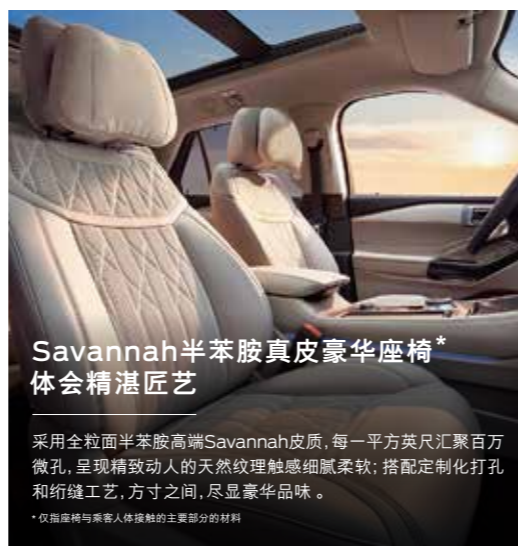 Savannah半苯胺真皮豪华座椅*
体会精湛匠艺
采用全粒面半苯胺高端Savannah皮质,每一平方英尺汇聚百万
微孔,呈现精致动人的天然纹理触感细腻柔软;搭配定制化打孔
和绗缝工艺,方寸之间,尽显豪华品味。
*仅指座椅与乘客人体接触的主要部分的材料